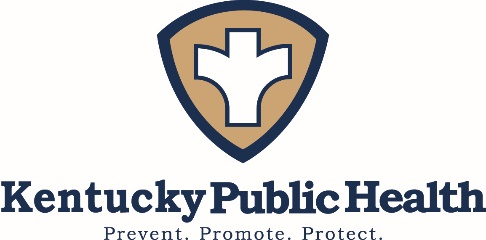 Kentucky Public Health
Prevent. Promote. Protect.